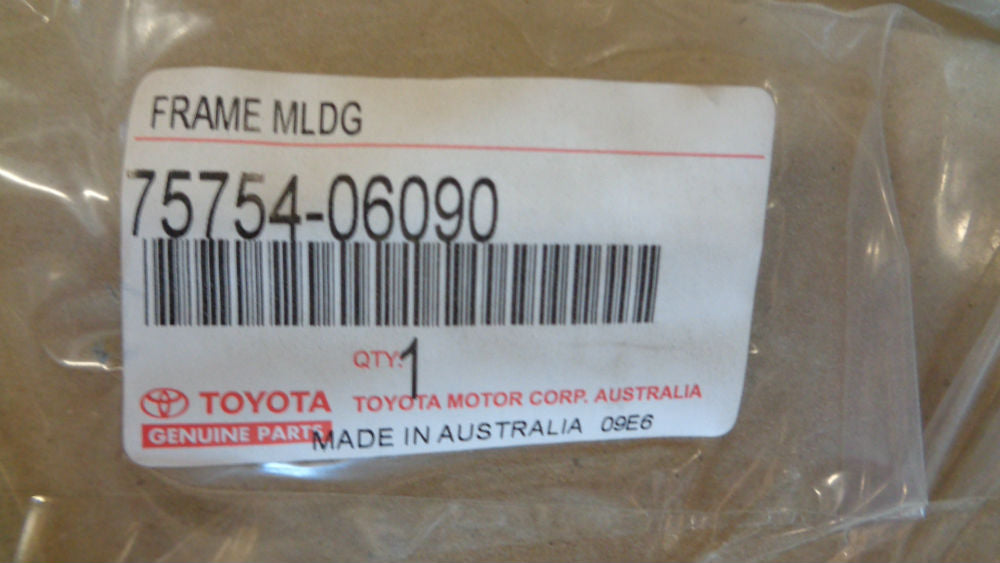 FRAME MLDG
75754-06090
QTY: 1
TOYOTA TOYOTA MOTOR CORP. AUSTRALIA
GENUINE PARTS MADE IN AUSTRALIA 09E6